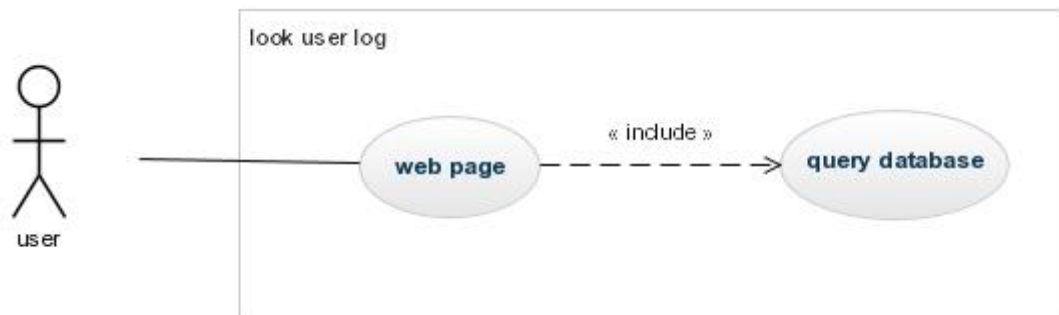 look user log
« include »
web page
query database
user